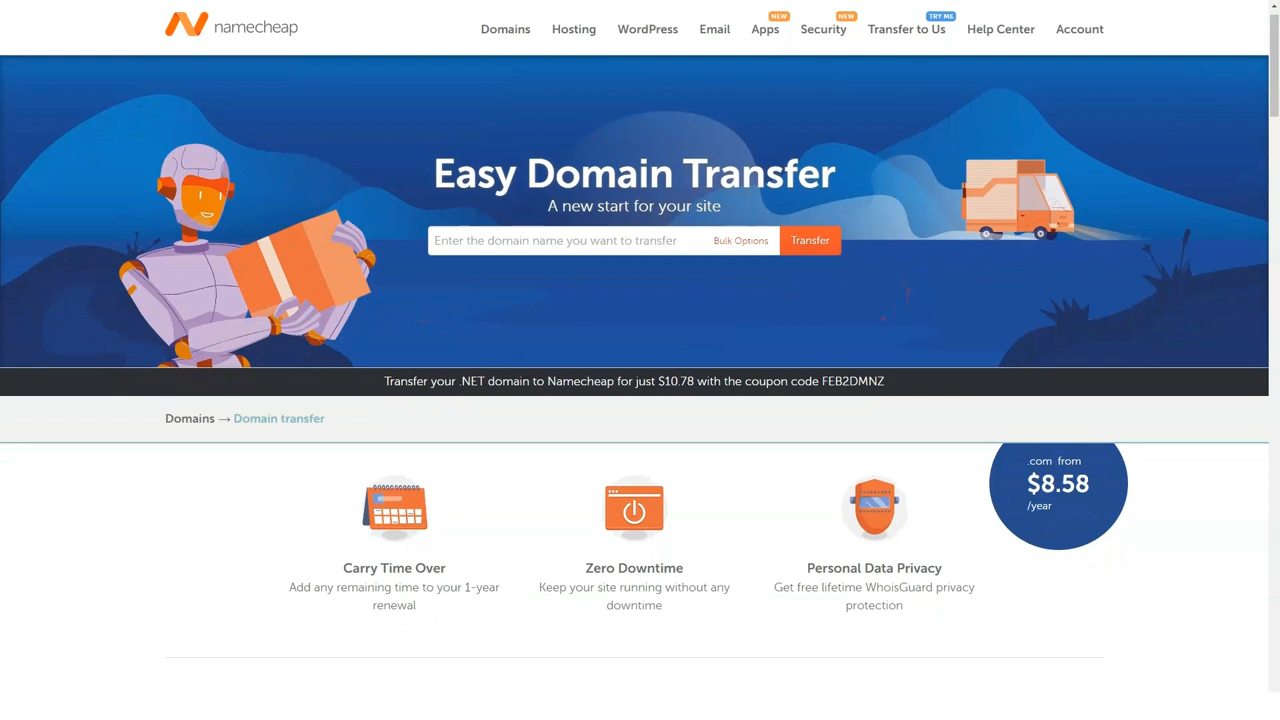 namecheap
Domains
Hosting
WordPress
Email
Apps
NEW
Security
NEW
Transfer to Us
TRY ME
Help Center
Account
Easy Domain Transfer
A new start for your site
Enter the domain name you want to transfer
Bulk Options
Transfer
Transfer your .NET domain to Namecheap for just $10.78 with the coupon code FEB2DMNZ
Domains → Domain transfer
.com from
$8.58
/year
Carry Time Over
Add any remaining time to your 1-year
renewal
Zero Downtime
Keep your site running without any
downtime
Personal Data Privacy
Get free lifetime WhoisGuard privacy
protection